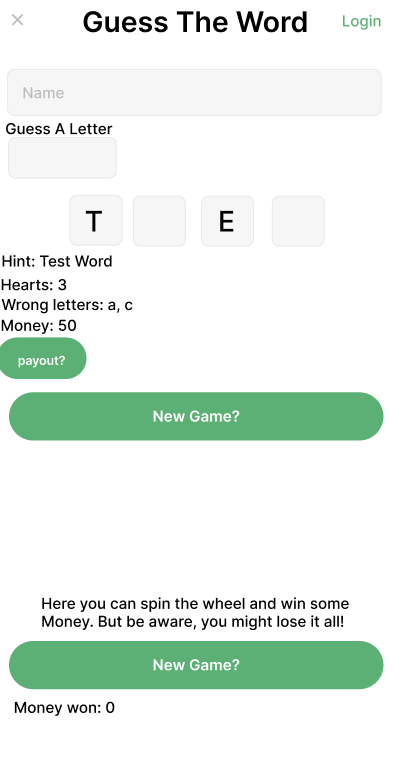 × Guess The Word Login
Name
Guess A Letter
T E
Hint: Test Word
Hearts: 3
Wrong letters: a, c
Money: 50
payout?
New Game?
Here you can spin the wheel and win some
Money. But be aware, you might lose it all!
New Game?
Money won: 0